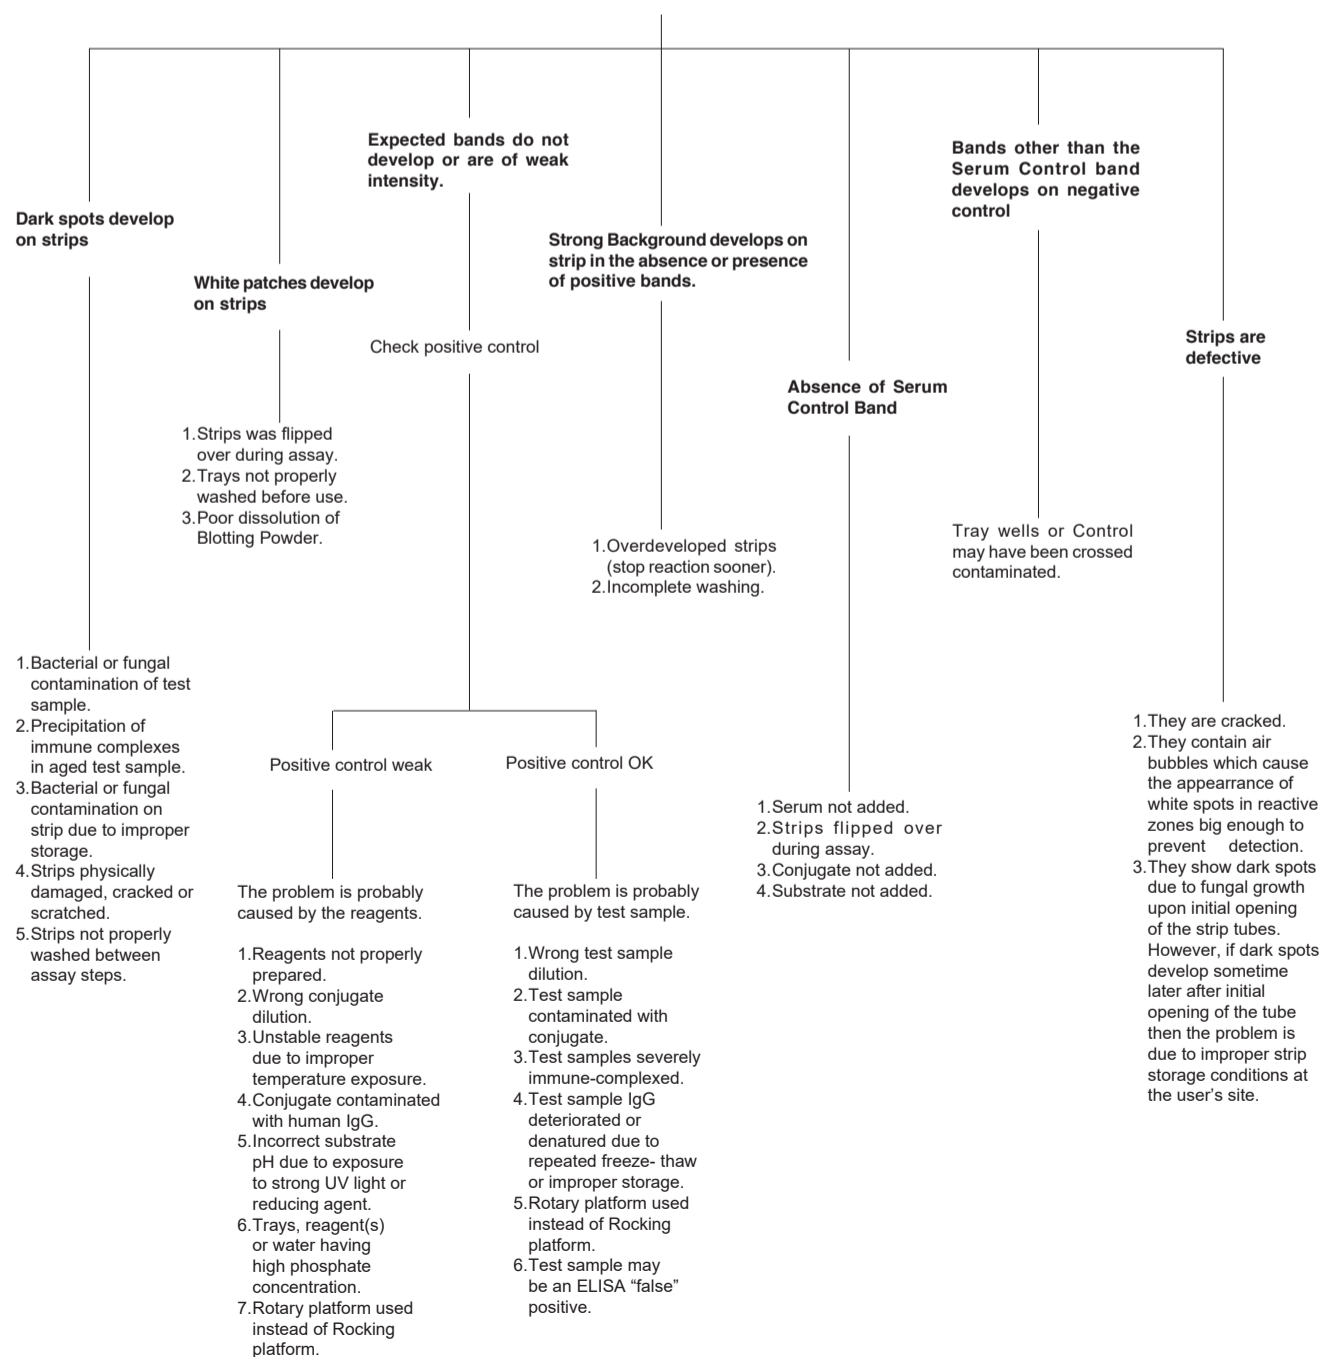 Dark spots develop
on strips
1.Bacterial or fungal
contamination of test
sample.
2.Precipitation of
immune complexes
in aged test sample.
3.Bacterial or fungal
contamination on
strip due to improper
storage.
4.Strips physically
damaged, cracked or
scratched.
5.Strips not properly
washed between
assay steps.
White patches develop
on strips
1.Strips was flipped
over during assay.
2.Trays not properly
washed before use.
3.Poor dissolution of
Blotting Powder.
Expected bands do not
develop or are of weak
intensity.
Check positive control
Positive control weak
The problem is probably
caused by the reagents.
1.Reagents not properly
prepared.
2.Wrong conjugate
dilution.
3.Unstable reagents
due to improper
temperature exposure.
4.Conjugate contaminated
with human IgG.
5.Incorrect substrate
pH due to exposure
to strong UV light or
reducing agent.
6.Trays, reagent(s)
or water having
high phosphate
concentration.
7.Rotary platform used
instead of Rocking
platform.
Positive control OK
The problem is probably
caused by test sample.
1.Wrong test sample
dilution.
2.Test sample
contaminated with
conjugate.
3.Test samples severely
immune-complexed.
4.Test sample IgG
deteriorated or
denatured due to
repeated freeze- thaw
or improper storage.
5.Rotary platform used
instead of Rocking
platform.
6.Test sample may
be an ELISA “false”
positive.
Strong Background develops on
strip in the absence or presence
of positive bands.
1.Overdeveloped strips
(stop reaction sooner).
2.Incomplete washing.
Absence of Serum
Control Band
1.Serum not added.
2.Strips flipped over
during assay.
3.Conjugate not added.
4.Substrate not added.
Bands other than the
Serum Control band
develops on negative
control
Tray wells or Control
may have been crossed
contaminated.
Strips are
defective
1.They are cracked.
2.They contain air
bubbles which cause
the appearrance of
white spots in reactive
zones big enough to
prevent detection.
3.They show dark spots
due to fungal growth
upon initial opening
of the strip tubes.
However, if dark spots
develop sometime
later after initial
opening of the tube
then the problem is
due to improper strip
storage conditions at
the user’s site.